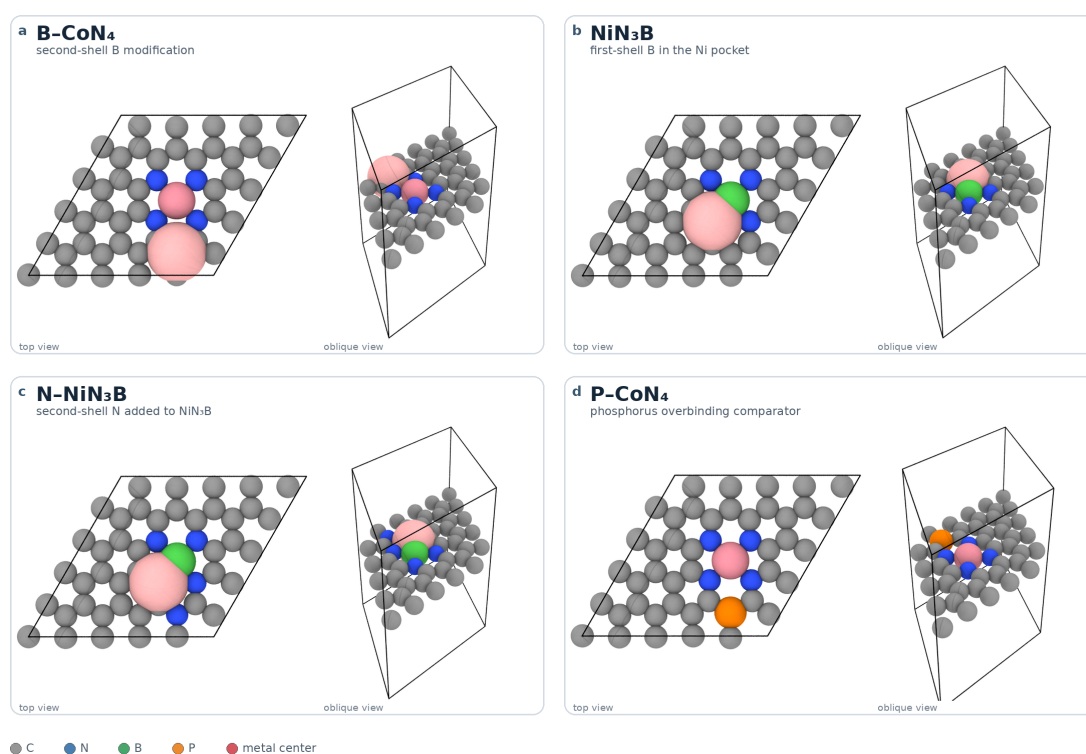 a B–CoN₄
second-shell B modification
top view
oblique view
b NiN₃B
first-shell B in the Ni pocket
top view
oblique view
c N–NiN₃B
second-shell N added to NiN₃B
top view
oblique view
d P–CoN₄
phosphorus overbinding comparator
top view
oblique view
C N B P metal center